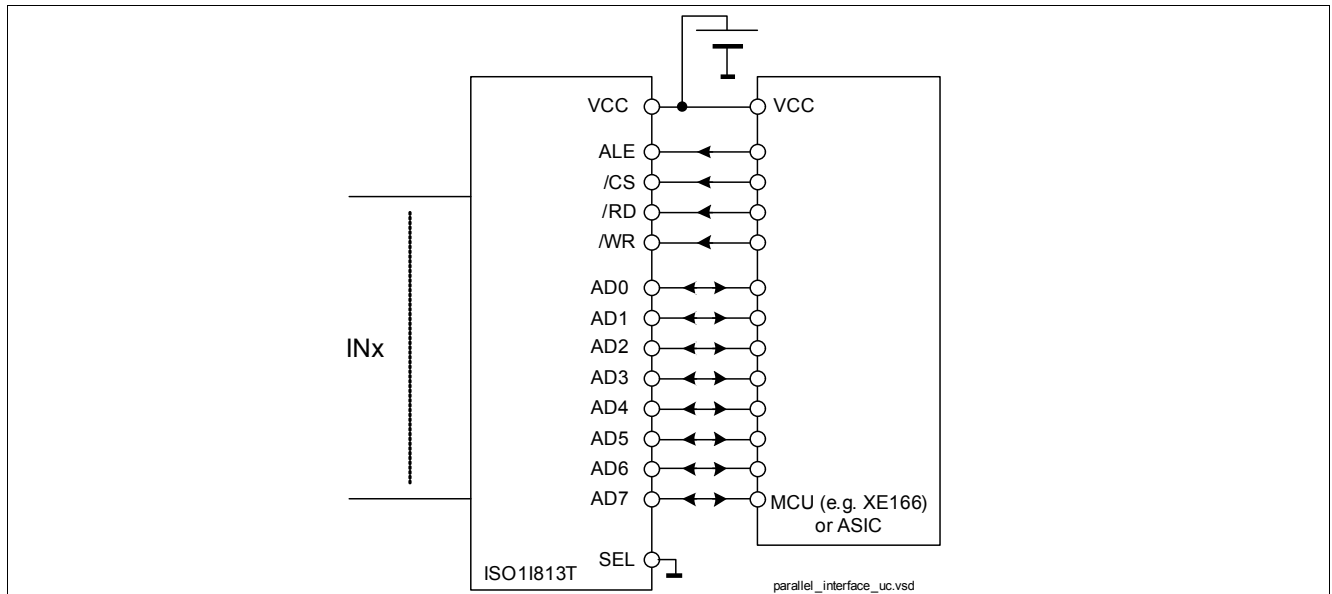 VCC
VCC
ALE
/CS
/RD
/WR
AD0
AD1
AD2
AD3
AD4
AD5
AD6
AD7
INx
MCU (e.g. XE166)
or ASIC
SEL
ISO1I813T
parallel_interface_uc.vsd